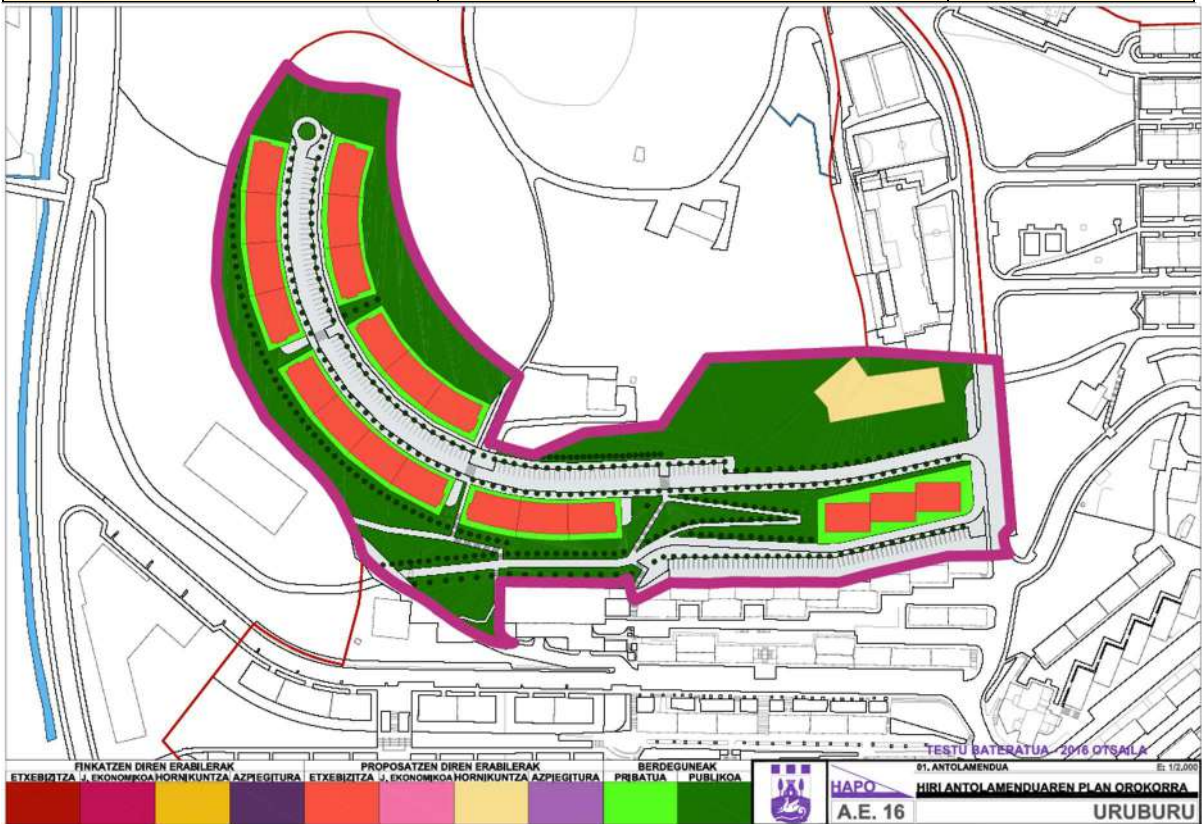 TESTU BATERATUA - 2016 OTSAILA
FINKATZEN DIREN ERABILERAK
ETXEBIZITZA J. EKONOMIKOA HORNIKUNTZA AZPIEGITURA
PROPOSATZEN DIREN ERABILERAK
ETXEBIZITZA J. EKONOMIKOA HORNIKUNTZA AZPIEGITURA
BERDEGUNEAK
PRIBATUA PUBLIKOA
HAPO
A.E. 16
01. ANTOLAMENDUA E: 1/2.000
HIRI ANTOLAMENDUAREN PLAN OROKORRA
URUBURU